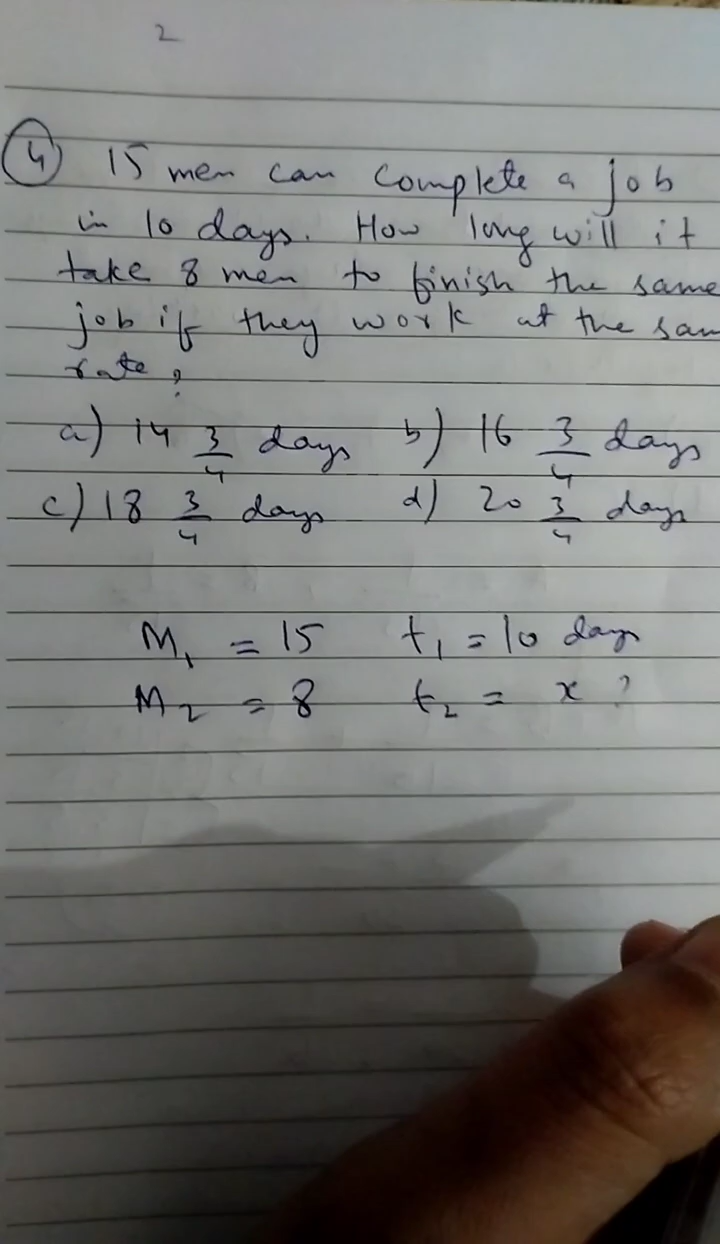 2
4) 15 men can complete a job
in 10 days. How long will it
take 8 men to finish the same
job if they work at the sam
rate?
a) 14 3/4 days b) 16 3/4 days
c) 18 3/4 days d) 20 3/4 days
M₁ = 15 t₁ = 10 days
M₂ = 8 t₂ = x ?